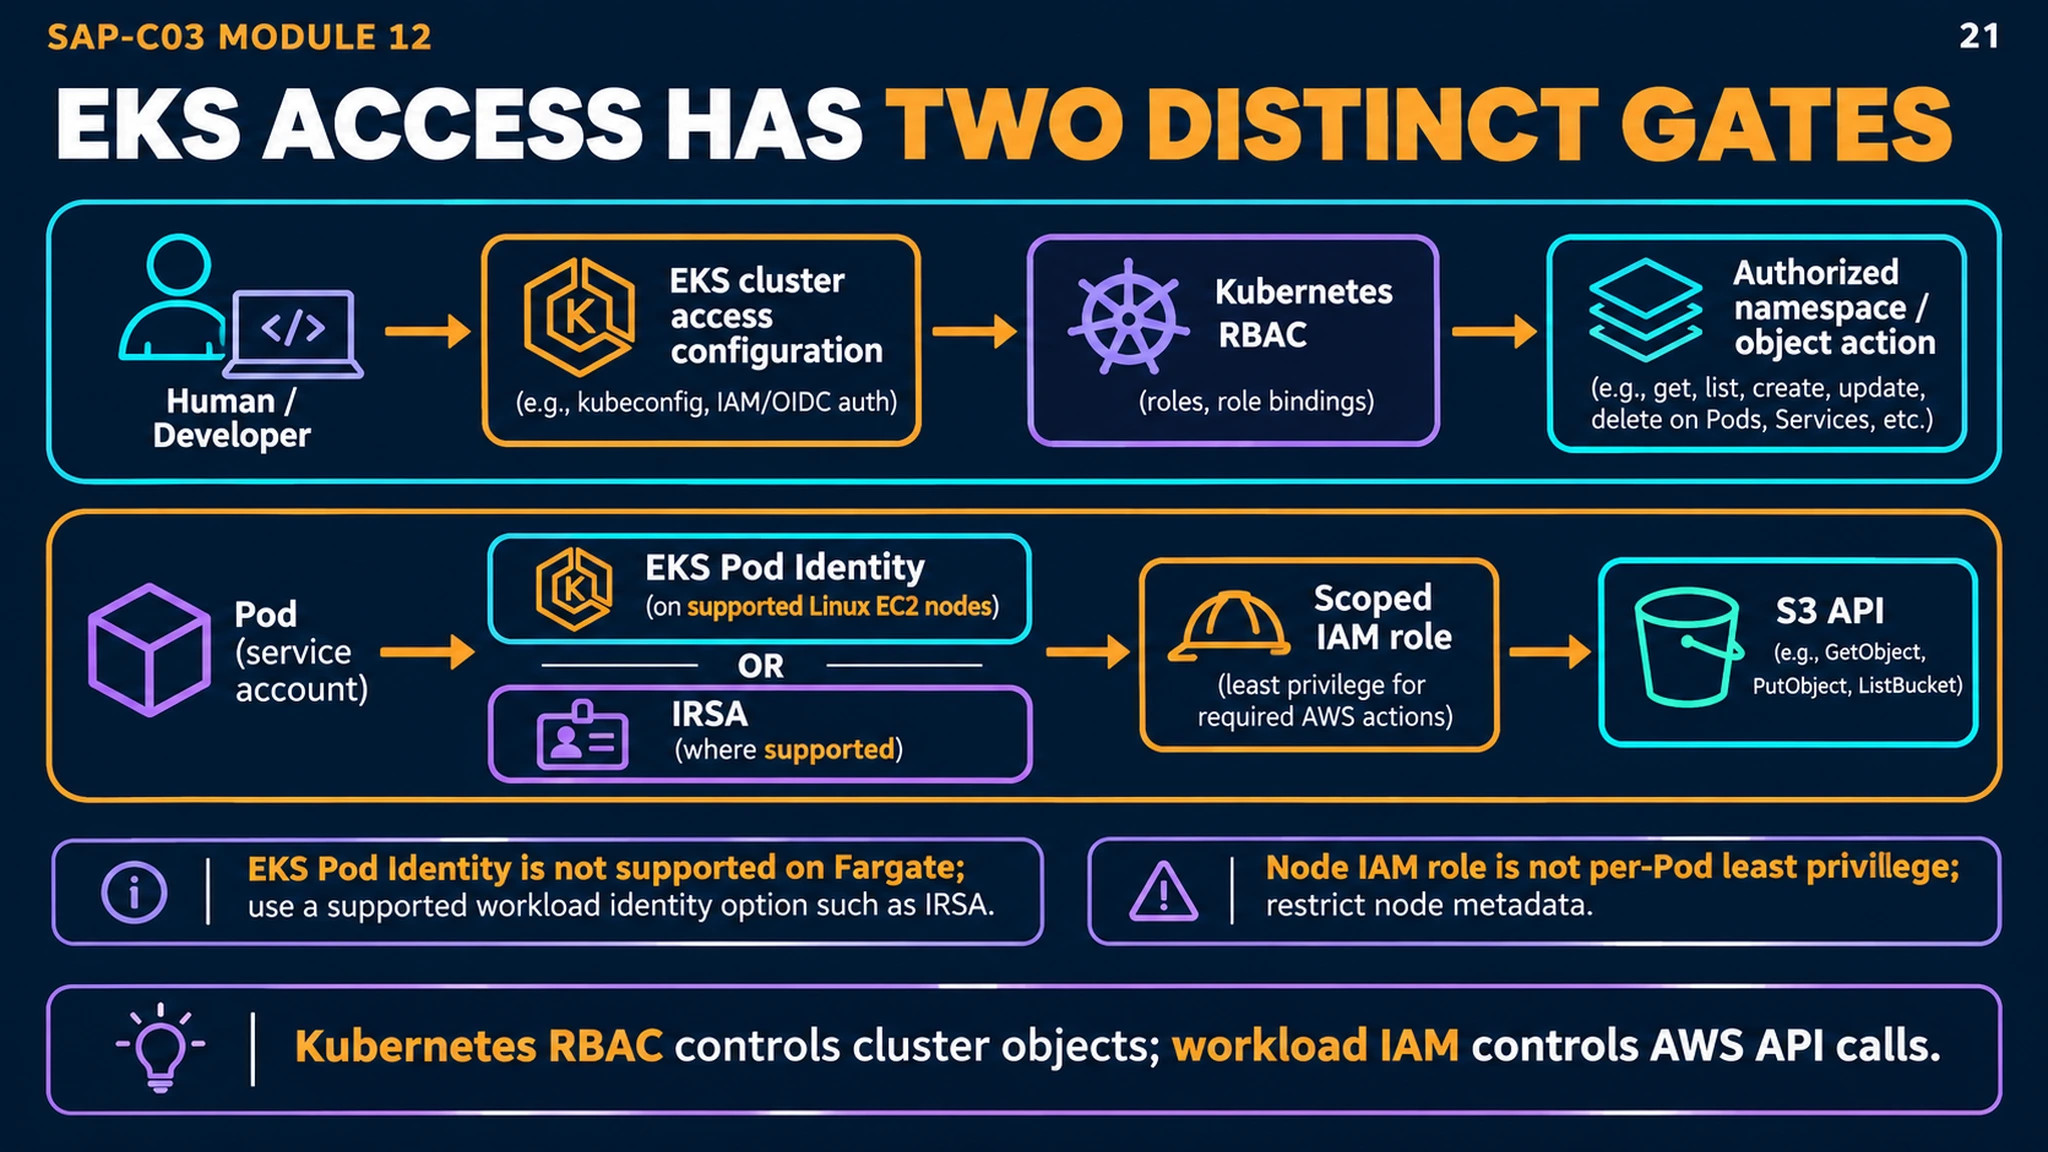 SAP-C03 MODULE 12
21
EKS ACCESS HAS TWO DISTINCT GATES
Human /
Developer
K
EKS cluster
access
configuration
(e.g., kubeconfig, IAM/OIDC auth)
Kubernetes
RBAC
(roles, role bindings)
Authorized
namespace /
object action
(e.g., get, list, create, update,
delete on Pods, Services, etc.)
Pod
(service
account)
K
EKS Pod Identity
(on supported Linux EC2 nodes)
OR
IRSA
(where supported)
Scoped
IAM role
(least privilege for
required AWS actions)
S3 API
(e.g., GetObject,
PutObject, ListBucket)
EKS Pod Identity is not supported on Fargate;
use a supported workload identity option such as IRSA.
Node IAM role is not per-Pod least privilege;
restrict node metadata.
Kubernetes RBAC controls cluster objects; workload IAM controls AWS API calls.